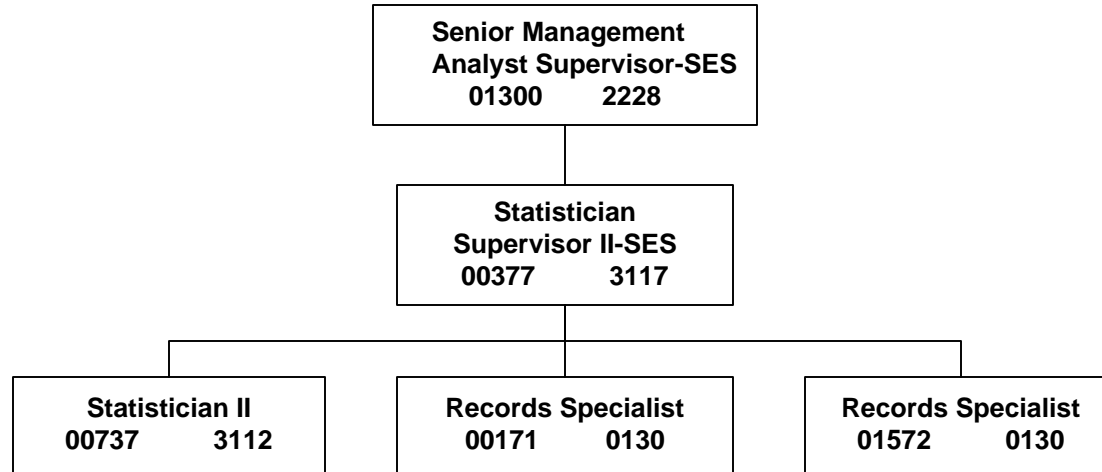 Senior Management
Analyst Supervisor-SES
01300 2228
Statistician
Supervisor II-SES
00377 3117
Statistician II
00737 3112
Records Specialist
00171 0130
Records Specialist
01572 0130